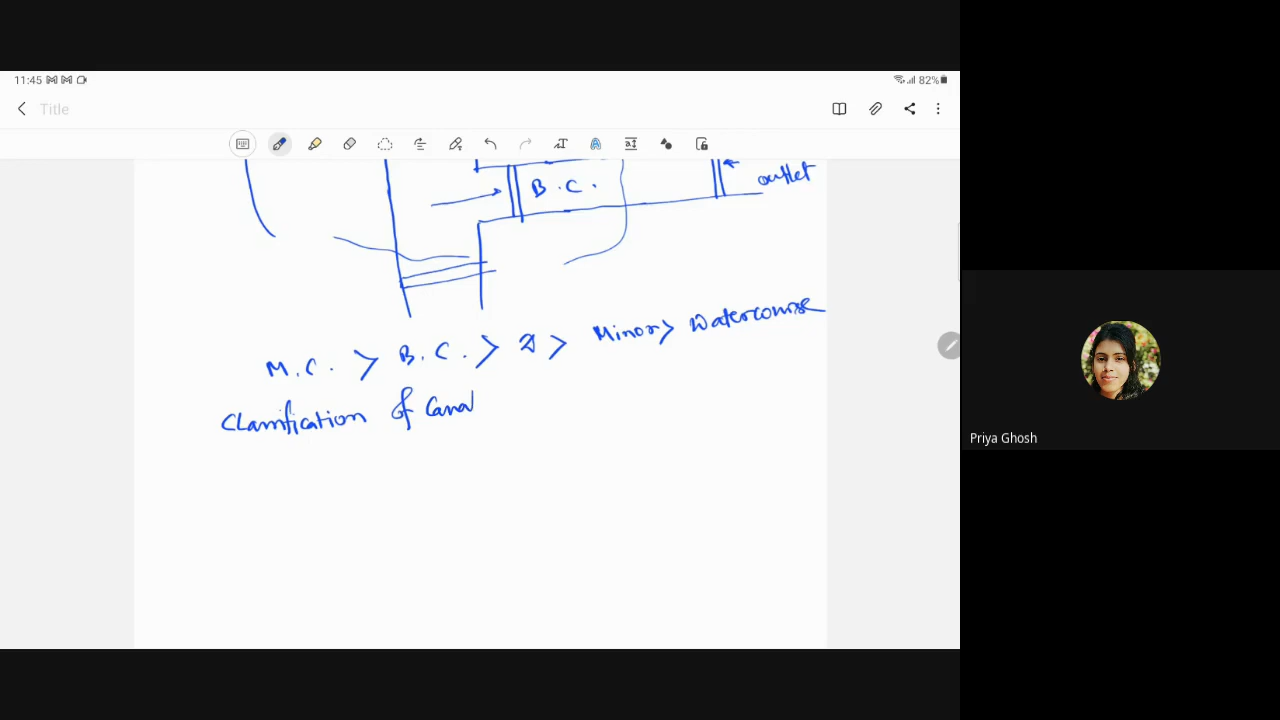 11:45
82%
Title
B.C.
outlet
M.C. > B.C. > D > Minor > Watercourse
Classification of Canal
Priya Ghosh